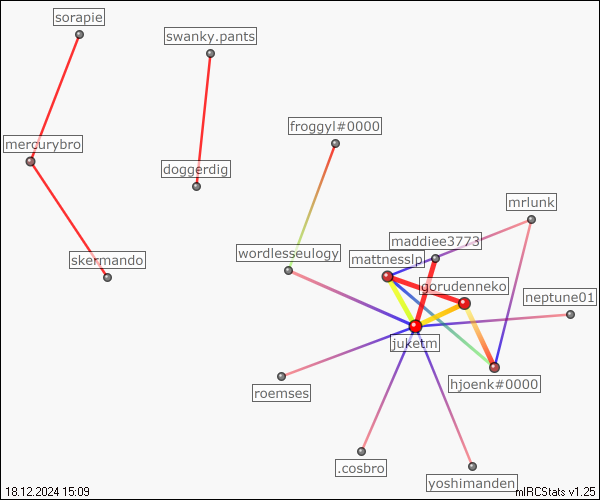 sorapie
swanky.pants
froggyl#0000
mercurybro
doggerdig
mrlunk
maddiee3773
wordlesseulogy
mattnesslp
skermando
gorudenneko
neptune01
juketm
hjoenk#0000
roemses
.cosbro
yoshimanden
18.12.2024 15:09
mIRCStats v1.25